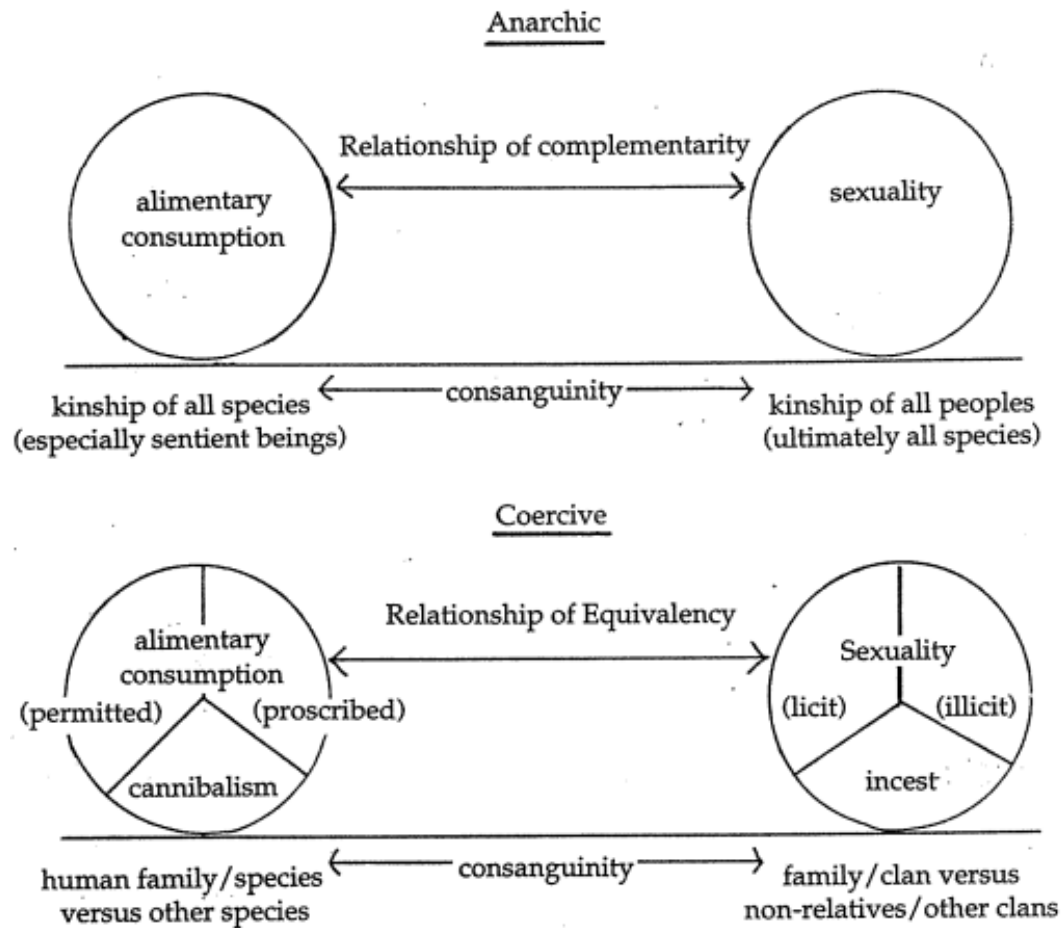 Anarchic
Relationship of complementarity
alimentary
consumption
sexuality
consanguinity
kinship of all species
(especially sentient beings)
kinship of all peoples
(ultimately all species)
Coercive
Relationship of Equivalency
alimentary
consumption
(permitted)
(proscribed)
cannibalism
Sexuality
(licit)
(illicit)
incest
consanguinity
human family/species
versus other species
family/clan versus
non-relatives/other clans